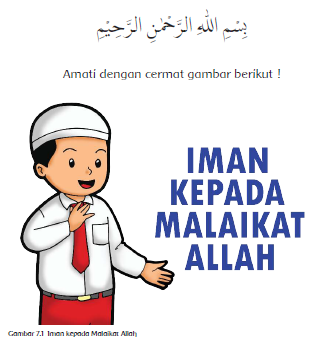 بِسْمِ اللّٰهِ الرَّحْمٰنِ الرَّحِيْمِ
Amati dengan cermat gambar berikut !
IMAN
KEPADA
MALAIKAT
ALLAH
Gambar 7.1 Iman kepada Malaikat Allah